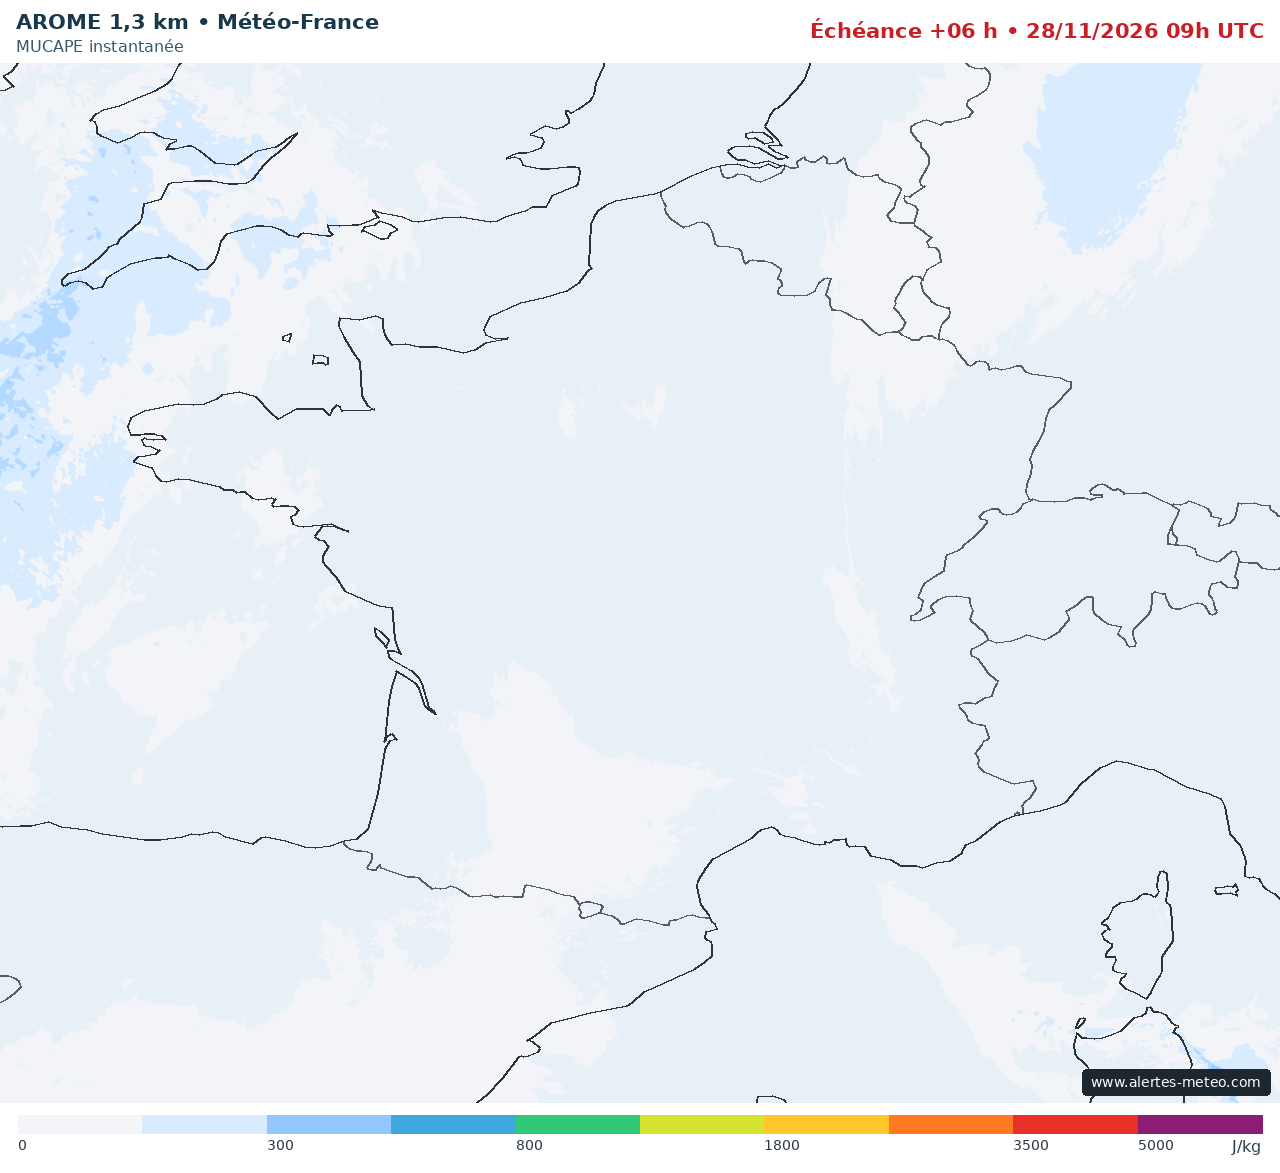 AROME 1,3 km • Météo-France
MUCAPE instantanée
Échéance +06 h • 28/11/2026 09h UTC
www.alertes-meteo.com
0 300 800 1800 3500 5000 J/kg